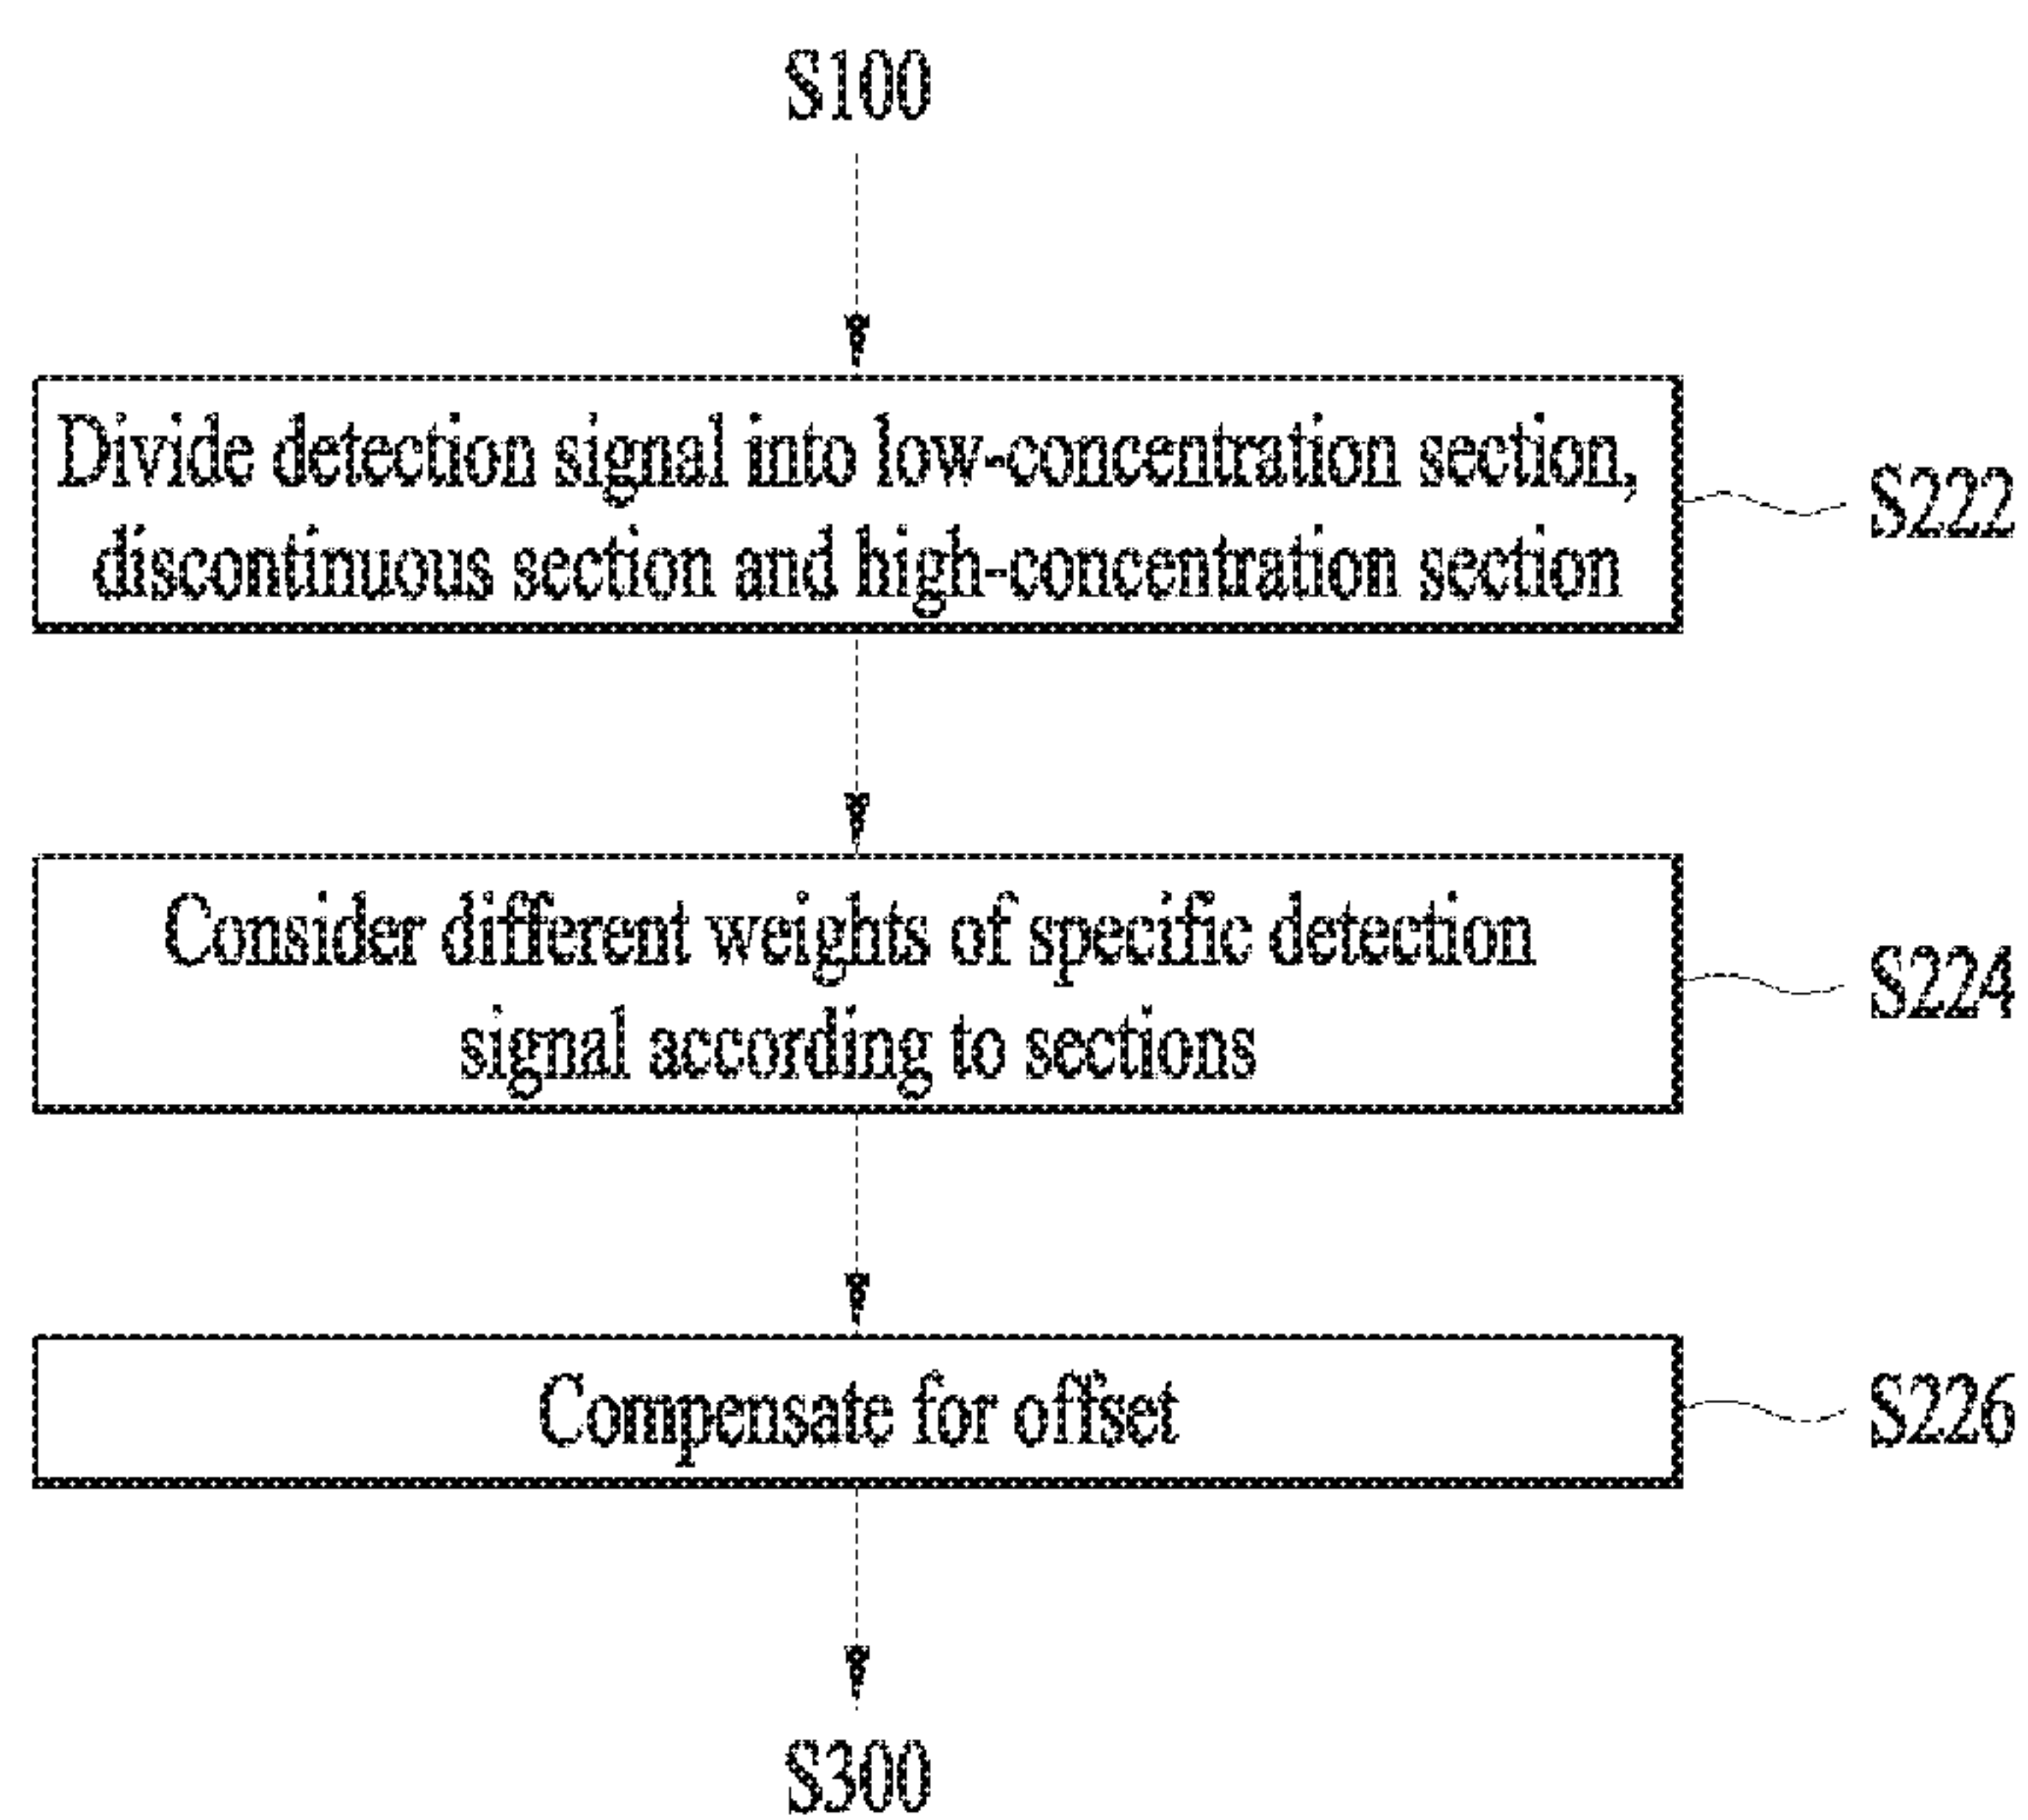 S100
Divide detection signal into low-concentration section,
discontinuous section and high-concentration section
S222
Consider different weights of specific detection
signal according to sections
S224
Compensate for offset
S226
S300